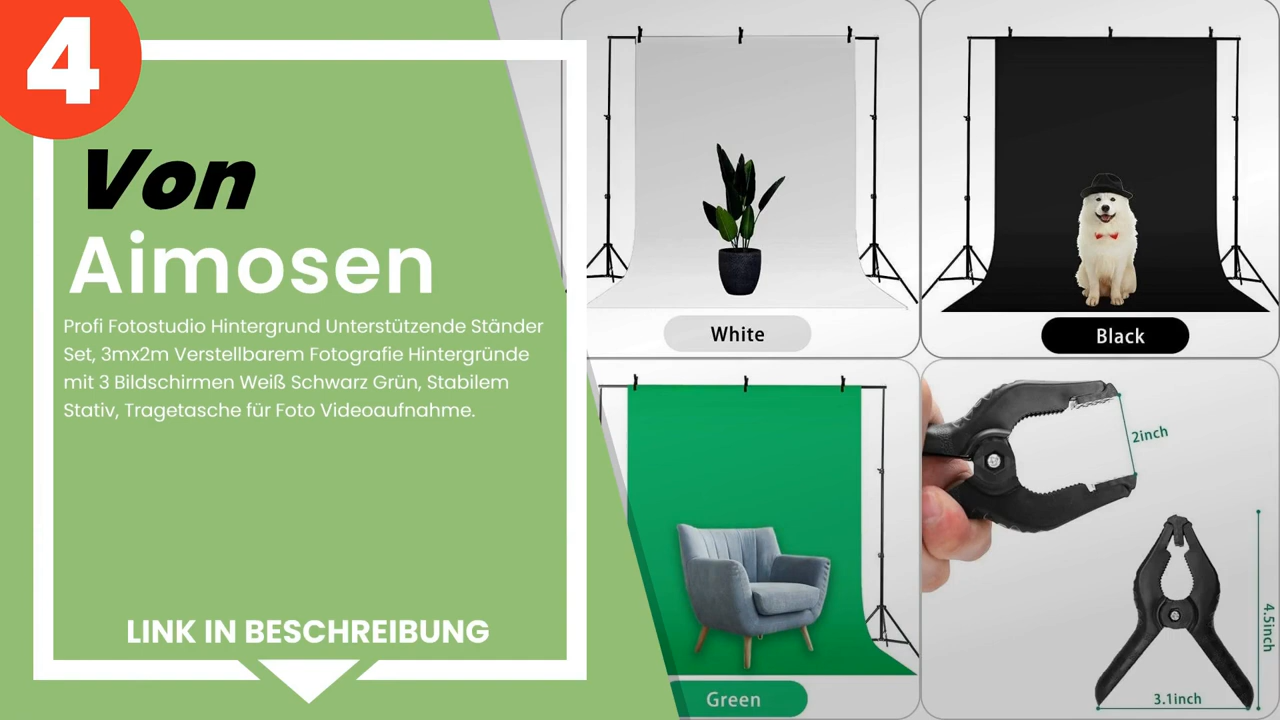 4
Von
Aimosen
Profi Fotostudio Hintergrund Unterstützende Ständer
Set, 3mx2m Verstellbarem Fotografie Hintergründe
mit 3 Bildschirmen Weiß Schwarz Grün, Stabilem
Stativ, Tragetasche für Foto Videoaufnahme.
LINK IN BESCHREIBUNG
White
Black
Green
2inch
4.5inch
3.1inch